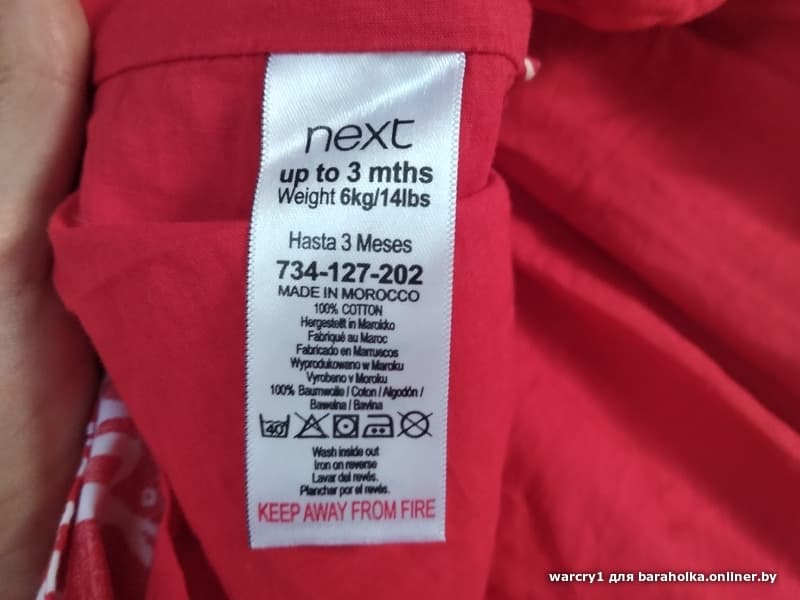 next
up to 3 mths
Weight 6kg/14lbs
Hasta 3 Meses
734-127-202
MADE IN MOROCCO
100% COTTON
Hergestellt in Marokko
Fabriqué au Maroc
Fabricado en Marruecos
Wyprodukowano w Maroku
Vyrobeno v Moroku
100% Baumwolle / Coton / Algodón /
Bawełna / Bavlna
40
Wash inside out
Iron on reverse
Lavar del revés.
Planchar por el revés.
KEEP AWAY FROM FIRE
warcry1 для baraholka.onliner.by